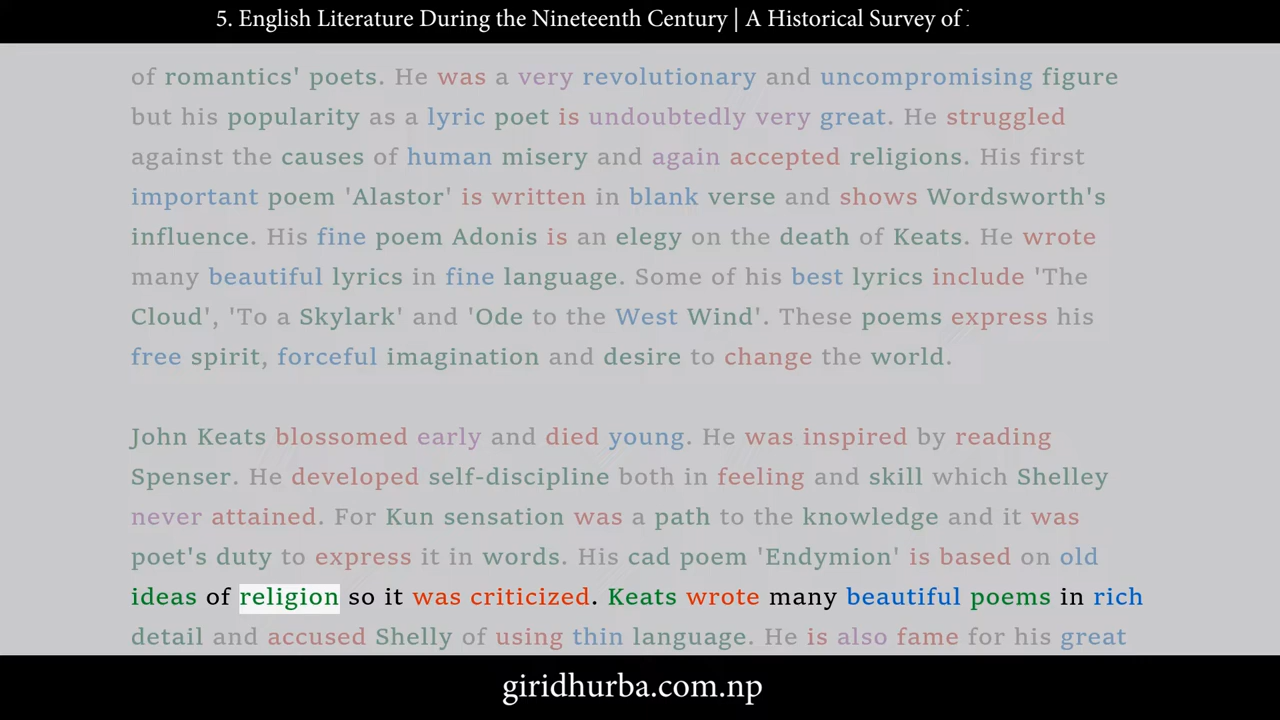 5. English Literature During the Nineteenth Century | A Historical Survey of
of romantics' poets. He was a very revolutionary and uncompromising figure
but his popularity as a lyric poet is undoubtedly very great. He struggled
against the causes of human misery and again accepted religions. His first
important poem 'Alastor' is written in blank verse and shows Wordsworth's
influence. His fine poem Adonis is an elegy on the death of Keats. He wrote
many beautiful lyrics in fine language. Some of his best lyrics include 'The
Cloud', 'To a Skylark' and 'Ode to the West Wind'. These poems express his
free spirit, forceful imagination and desire to change the world.
John Keats blossomed early and died young. He was inspired by reading
Spenser. He developed self-discipline both in feeling and skill which Shelley
never attained. For Kun sensation was a path to the knowledge and it was
poet's duty to express it in words. His cad poem 'Endymion' is based on old
ideas of religion so it was criticized. Keats wrote many beautiful poems in rich
detail and accused Shelly of using thin language. He is also fame for his great
giridhurba.com.np